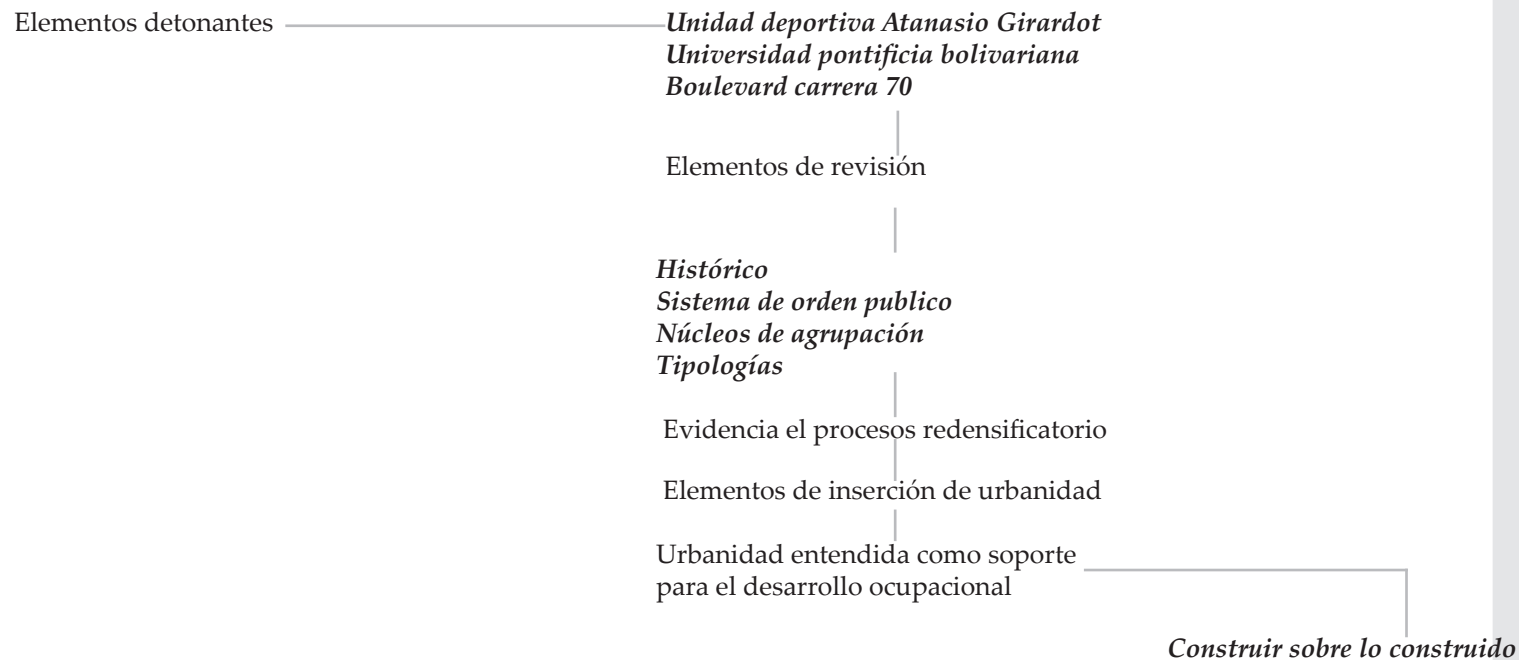 Elementos detonantes
Unidad deportiva Atanasio Girardot
Universidad pontificia bolivariana
Boulevard carrera 70
Elementos de revisión
Histórico
Sistema de orden publico
Núcleos de agrupación
Tipologías
Evidencia el procesos redensificatorio
Elementos de inserción de urbanidad
Urbanidad entendida como soporte
para el desarrollo ocupacional
Construir sobre lo construido